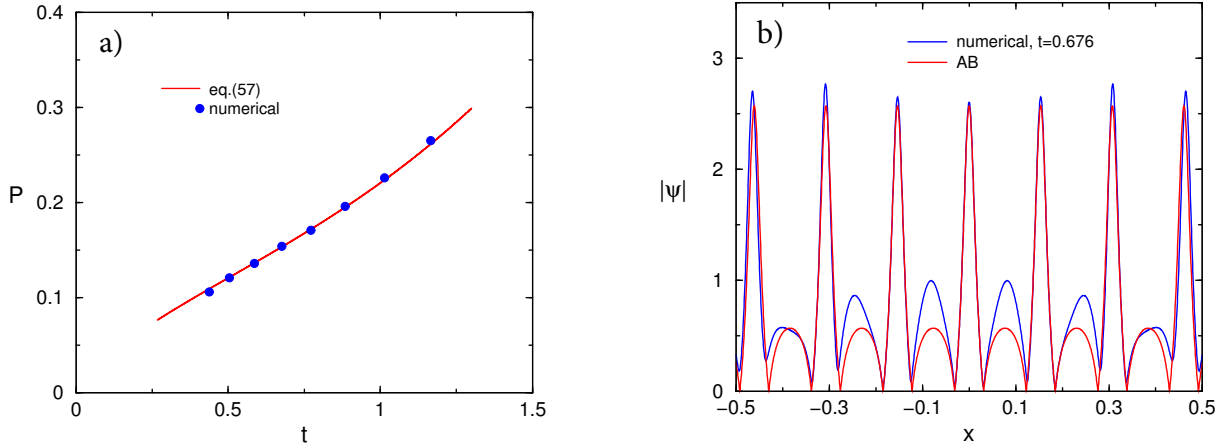 a)
0.4
0.3
0.2
0.1
0
P
eq.(57)
numerical
0
0.5
1
1.5
t
b)
numerical, t=0.676
AB
3
2
1
0
|ψ|
−0.5
−0.3
−0.1
0.1
0.3
0.5
x